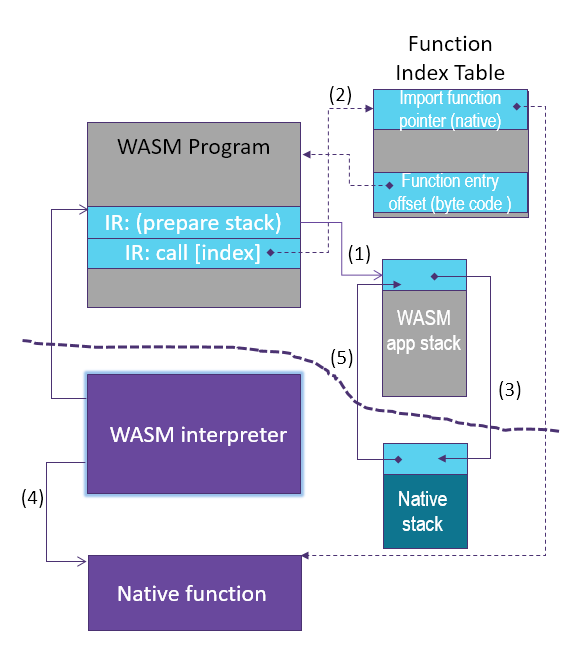 Function
Index Table
(2)
Import function
pointer (native)
WASM Program
Function entry
offset (byte code )
IR: (prepare stack)
IR: call [index]
(1)
WASM
app stack
(5)
(3)
WASM interpreter
(4)
Native
stack
Native function